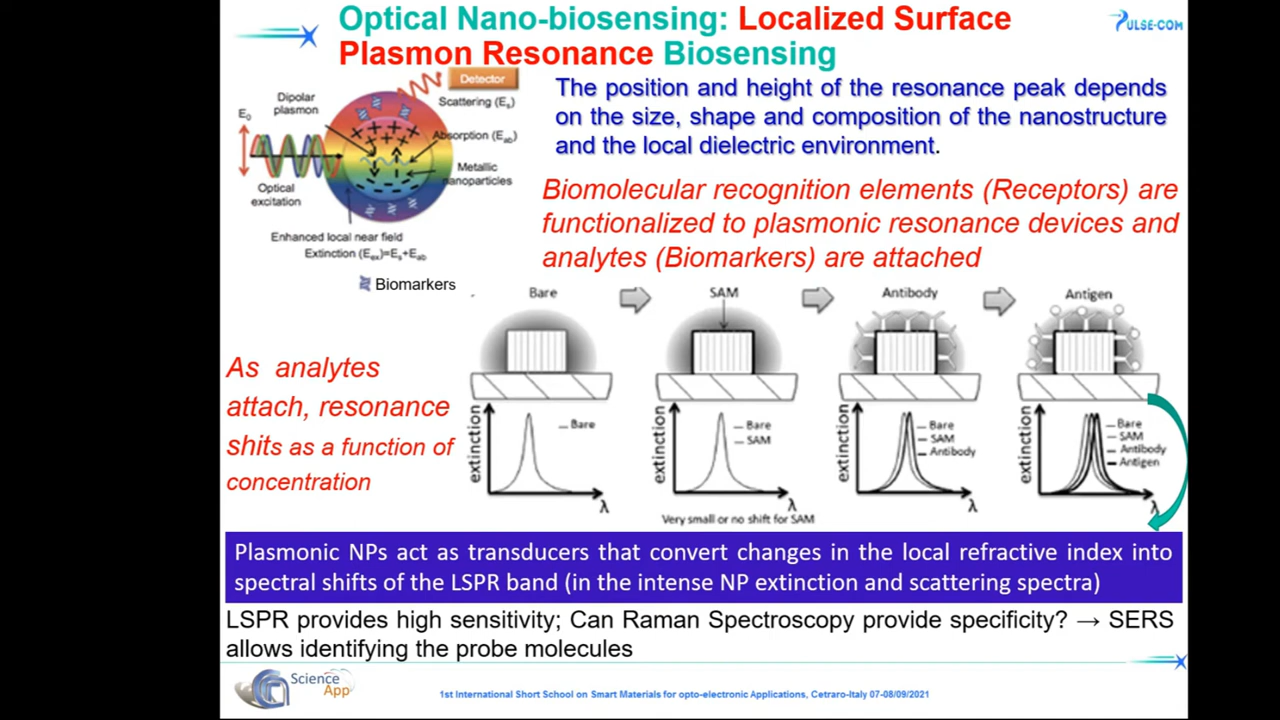 Optical Nano-biosensing: Localized Surface
Plasmon Resonance Biosensing
PULSE-COM
Detector
Dipolar
plasmon
Scattering (Es)
E0
Absorption (Eab)
Metallic
nanoparticles
Optical
excitation
Enhanced local near field
Extinction (Eex)=Es+Eab
Biomarkers
The position and height of the resonance peak depends
on the size, shape and composition of the nanostructure
and the local dielectric environment.
Biomolecular recognition elements (Receptors) are
functionalized to plasmonic resonance devices and
analytes (Biomarkers) are attached
Bare
SAM
Antibody
Antigen
As analytes
attach, resonance
shits as a function of
concentration
extinction
Bare
λ
extinction
Bare
SAM
λ
Very small or no shift for SAM
extinction
Bare
SAM
Antibody
λ
extinction
Bare
SAM
Antibody
Antigen
λ
Plasmonic NPs act as transducers that convert changes in the local refractive index into
spectral shifts of the LSPR band (in the intense NP extinction and scattering spectra)
LSPR provides high sensitivity; Can Raman Spectroscopy provide specificity? → SERS
allows identifying the probe molecules
Science
App
1st International Short School on Smart Materials for opto-electronic Applications, Cetraro-Italy 07-08/09/2021